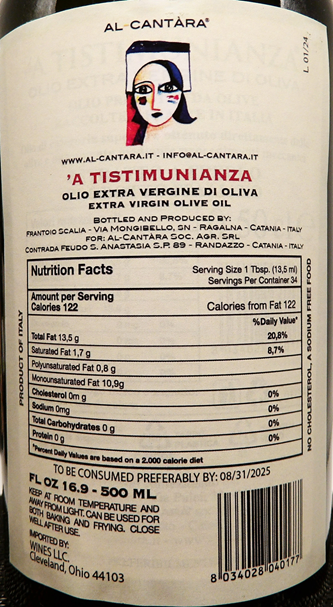 AL-CANTÀRA®
L. 01/24
WWW.AL-CANTARA.IT - INFO@AL-CANTARA.IT
'A TISTIMUNIANZA
OLIO EXTRA VERGINE DI OLIVA
EXTRA VIRGIN OLIVE OIL
BOTTLED AND PRODUCED BY:
FRANTOIO SCALIA - VIA MONGIBELLO, SN - RAGALNA - CATANIA - ITALY
FOR: AL-CANTÀRA SOC. AGR. SRL
CONTRADA FEUDO S. ANASTASIA S.P. 89 - RANDAZZO - CATANIA - ITALY
PRODUCT OF ITALY
Nutrition Facts
Serving Size 1 Tbsp. (13,5 ml)
Servings Per Container 34
Amount per Serving
Calories 122
Calories from Fat 122
%Daily Value*
Total Fat 13,5 g 20,8%
Saturated Fat 1,7 g 8,7%
Polyunsaturated Fat 0,8 g
Monounsaturated Fat 10,9g
Cholesterol 0m g 0%
Sodium 0mg 0%
Total Carbohydrates 0 g 0%
Protein 0 g 0%
*Percent Daily Values are based on a 2.000 calorie diet
NO CHOLESTEROL, A SODIUM FREE FOOD
TO BE CONSUMED PREFERABLY BY: 08/31/2025
FL OZ 16.9 - 500 ML
KEEP AT ROOM TEMPERATURE AND
AWAY FROM LIGHT. CAN BE USED FOR
BOTH BAKING AND FRYING. CLOSE
WELL AFTER USE.
IMPORTED BY:
WINES LLC.
Cleveland, Ohio 44103
8 034028 040177